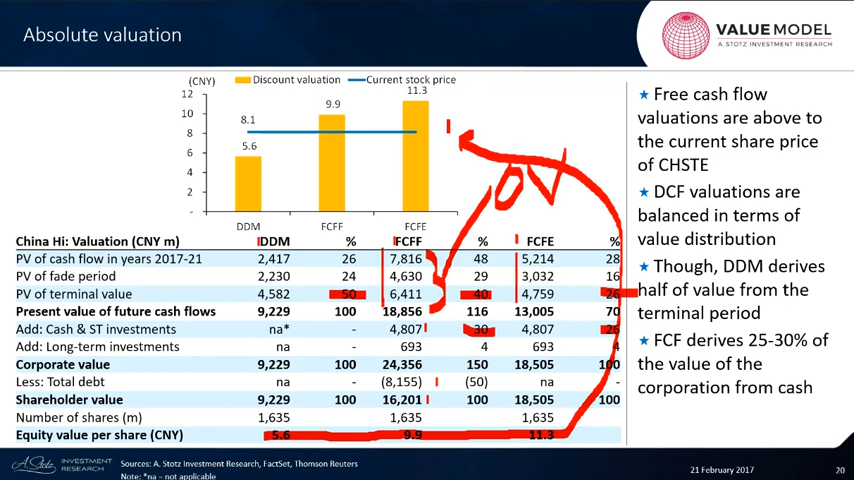 Absolute valuation
VALUE MODEL
A. STOTZ INVESTMENT RESEARCH
(CNY)
Discount valuation
Current stock price
12
10
8
6
4
2
-
8.1
5.6
9.9
11.3
DDM
FCFF
FCFE
China Hi: Valuation (CNY m) DDM % FCFF % FCFE %
PV of cash flow in years 2017-21 2,417 26 7,816 48 5,214 28
PV of fade period 2,230 24 4,630 29 3,032 16
PV of terminal value 4,582 50 6,411 40 4,759 26
Present value of future cash flows 9,229 100 18,856 116 13,005 70
Add: Cash & ST investments na* - 4,807 30 4,807 26
Add: Long-term investments na - 693 4 693 4
Corporate value 9,229 100 24,356 150 18,505 100
Less: Total debt na - (8,155) (50) na -
Shareholder value 9,229 100 16,201 100 18,505 100
Number of shares (m) 1,635 1,635 1,635
Equity value per share (CNY) 5.6 9.9 11.3
★ Free cash flow
valuations are above to
the current share price
of CHSTE
★ DCF valuations are
balanced in terms of
value distribution
★ Though, DDM derives
half of value from the
terminal period
★ FCF derives 25-30% of
the value of the
corporation from cash
A. Stotz INVESTMENT
RESEARCH
Sources: A. Stotz Investment Research, FactSet, Thomson Reuters
Note: *na – not applicable
21 February 2017
20